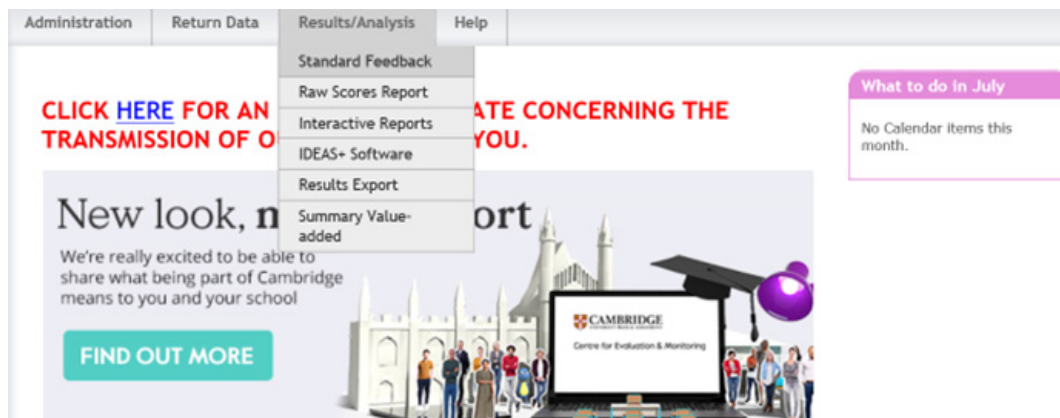 Administration Return Data Results/Analysis Help
Standard Feedback
Raw Scores Report
Interactive Reports
IDEAS+ Software
Results Export
Summary Value-
added
CLICK HERE FOR AN ATE CONCERNING THE
TRANSMISSION OF O YOU.
What to do in July
No Calendar items this
month.
New look, m ort
We're really excited to be able to
share what being part of Cambridge
means to you and your school
FIND OUT MORE
CAMBRIDGE
Centre for Evaluation & Monitoring